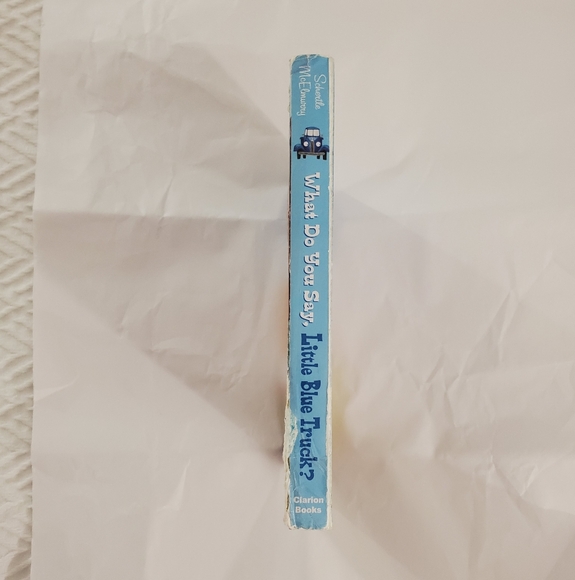 Schertle
McElmurry
What Do You Say,
Little Blue Truck?
Clarion
Books